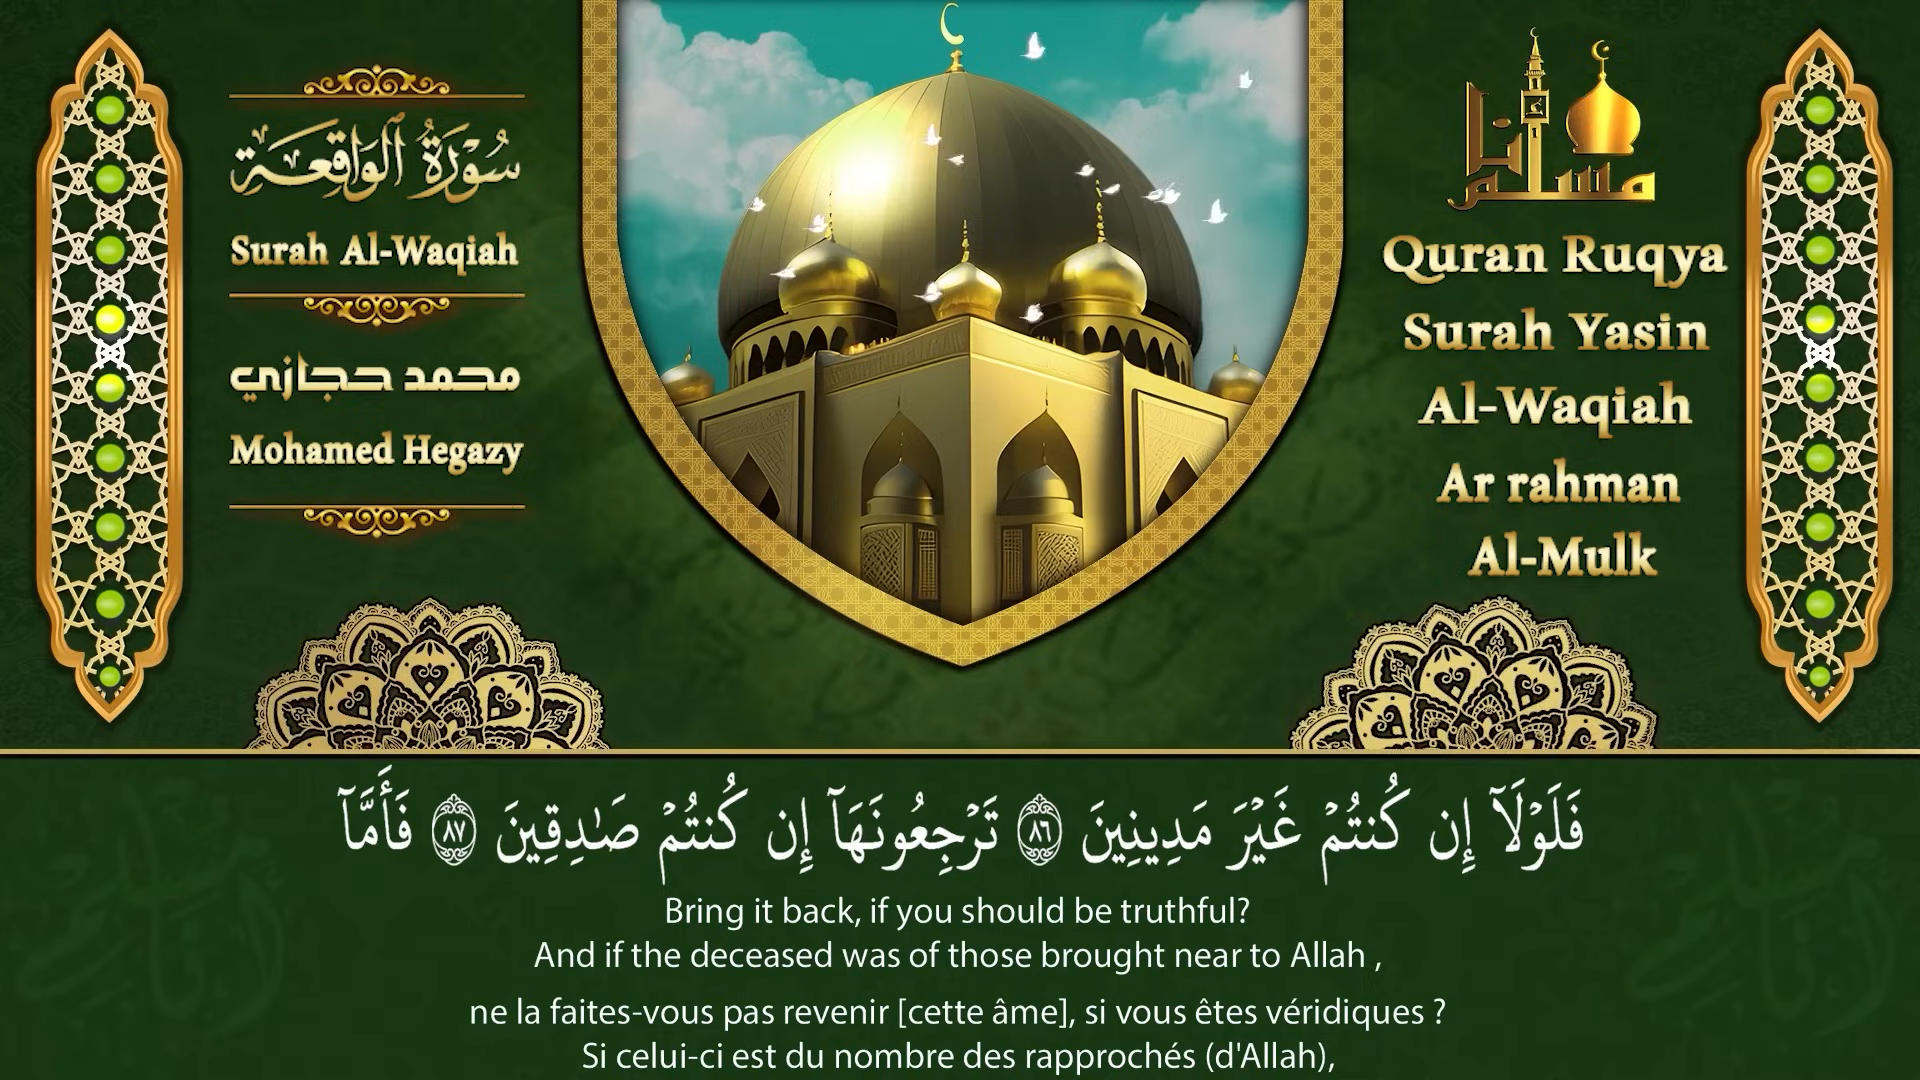 سُورَةُ الْوَاقِعَة
Surah Al-Waqiah
محمد حجازي
Mohamed Hegazy
أنا مسلم
Quran Ruqya
Surah Yasin
Al-Waqiah
Ar rahman
Al-Mulk
فَلَوْلَآ إِن كُنتُمْ غَيْرَ مَدِينِينَ ٨٦ تَرْجِعُونَهَآ إِن كُنتُمْ صَـٰدِقِينَ ٨٧ فَأَمَّآ
Bring it back, if you should be truthful?
And if the deceased was of those brought near to Allah ,
ne la faites-vous pas revenir [cette âme], si vous êtes véridiques ?
Si celui-ci est du nombre des rapprochés (d'Allah),